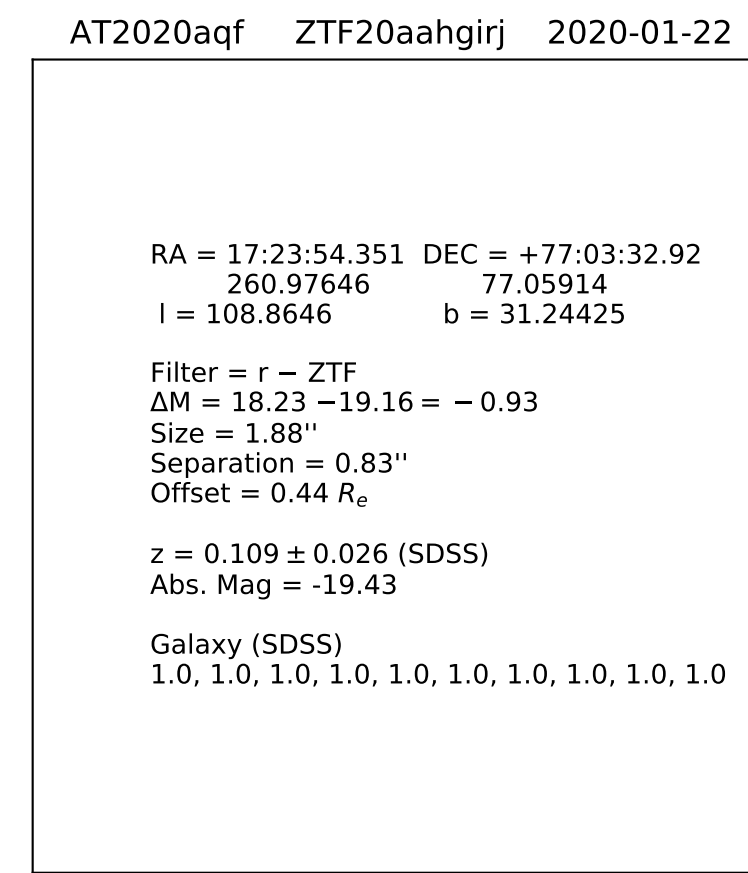 AT2020aqf ZTF20aahgirj 2020-01-22
RA = 17:23:54.351 DEC = +77:03:32.92
260.97646 77.05914
l = 108.8646 b = 31.24425
Filter = r − ZTF
ΔM = 18.23 −19.16 = − 0.93
Size = 1.88''
Separation = 0.83''
Offset = 0.44 Re
z = 0.109 ± 0.026 (SDSS)
Abs. Mag = -19.43
Galaxy (SDSS)
1.0, 1.0, 1.0, 1.0, 1.0, 1.0, 1.0, 1.0, 1.0, 1.0